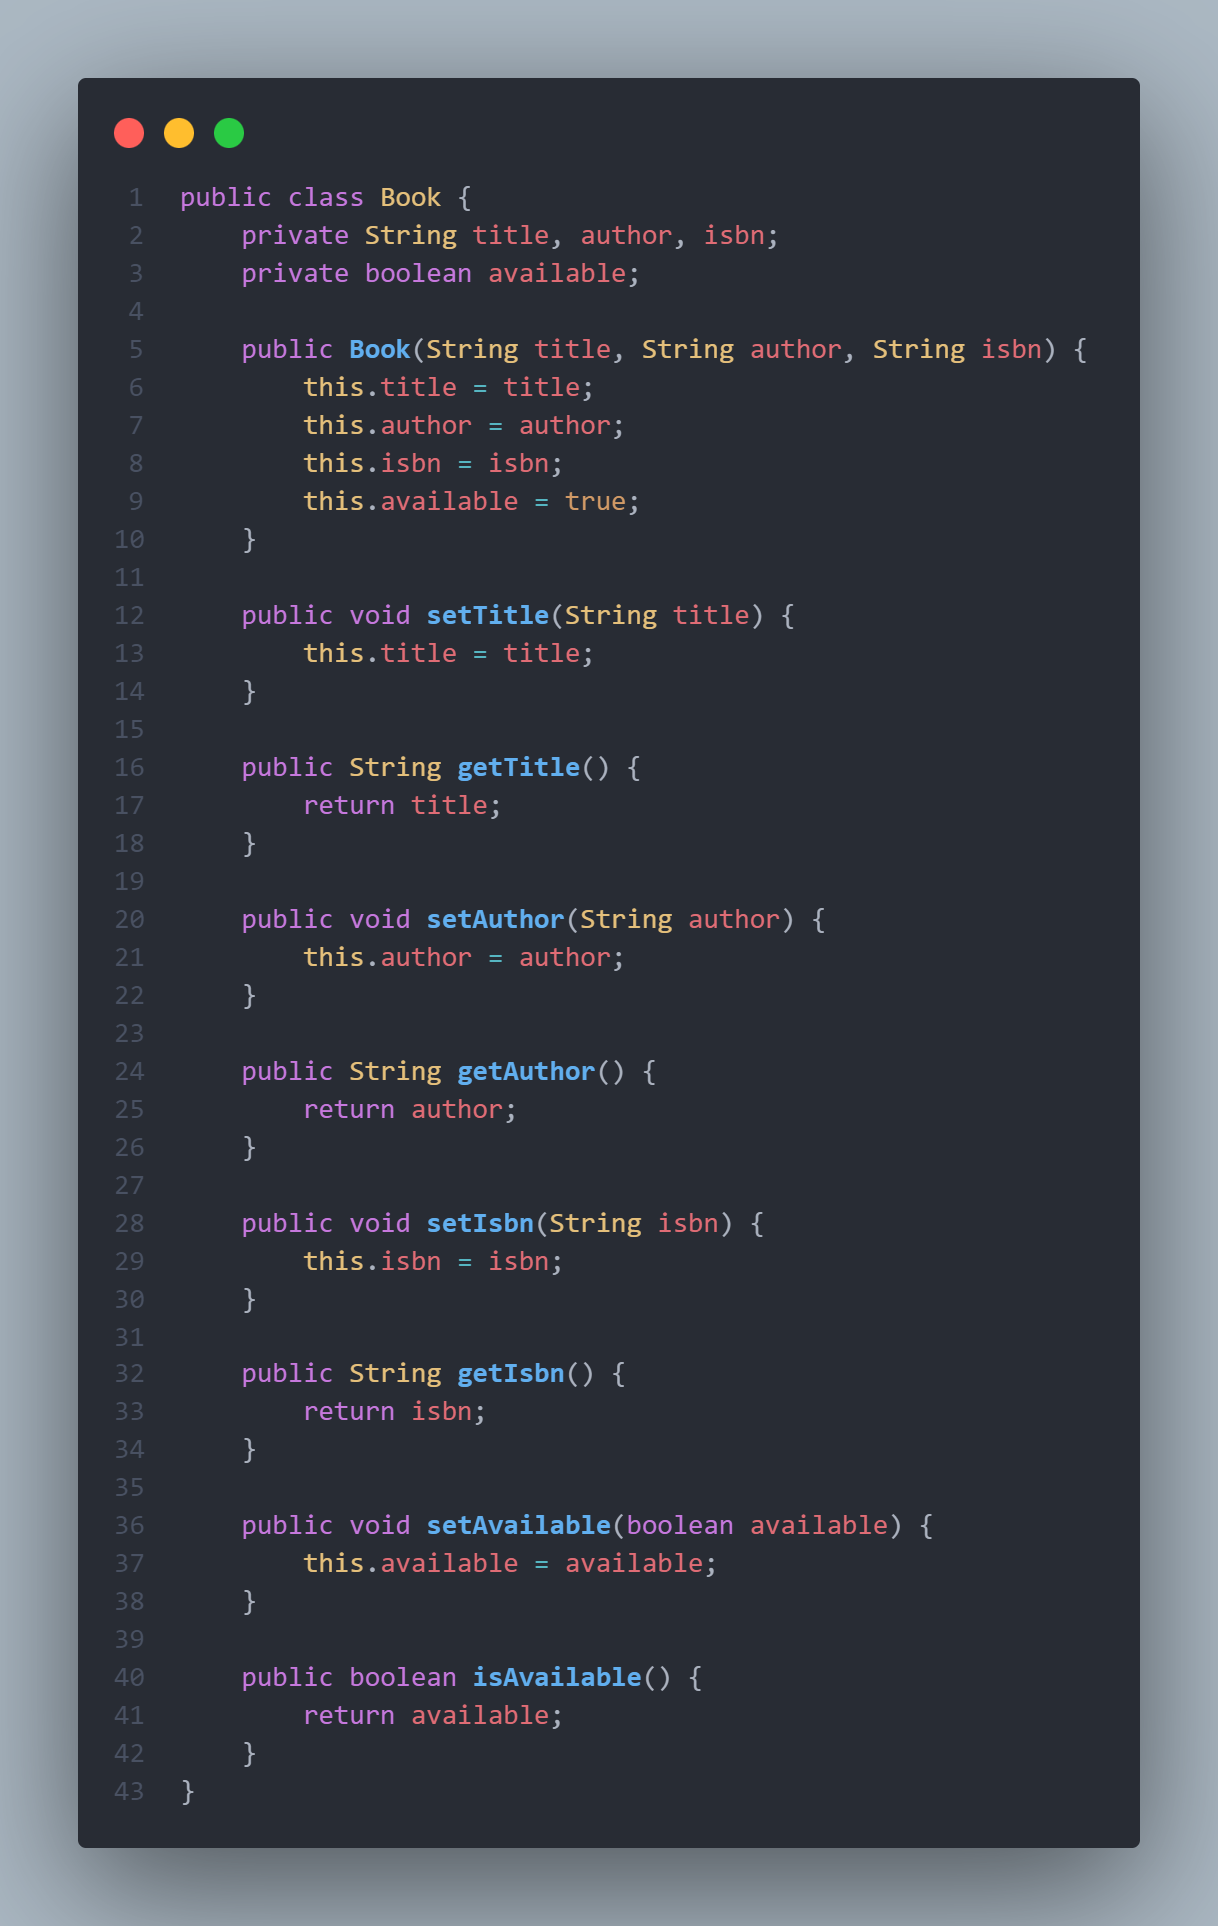 1 public class Book {
2     private String title, author, isbn;
3     private boolean available;
4
5     public Book(String title, String author, String isbn) {
6         this.title = title;
7         this.author = author;
8         this.isbn = isbn;
9         this.available = true;
10     }
11
12     public void setTitle(String title) {
13         this.title = title;
14     }
15
16     public String getTitle() {
17         return title;
18     }
19
20     public void setAuthor(String author) {
21         this.author = author;
22     }
23
24     public String getAuthor() {
25         return author;
26     }
27
28     public void setIsbn(String isbn) {
29         this.isbn = isbn;
30     }
31
32     public String getIsbn() {
33         return isbn;
34     }
35
36     public void setAvailable(boolean available) {
37         this.available = available;
38     }
39
40     public boolean isAvailable() {
41         return available;
42     }
43 }